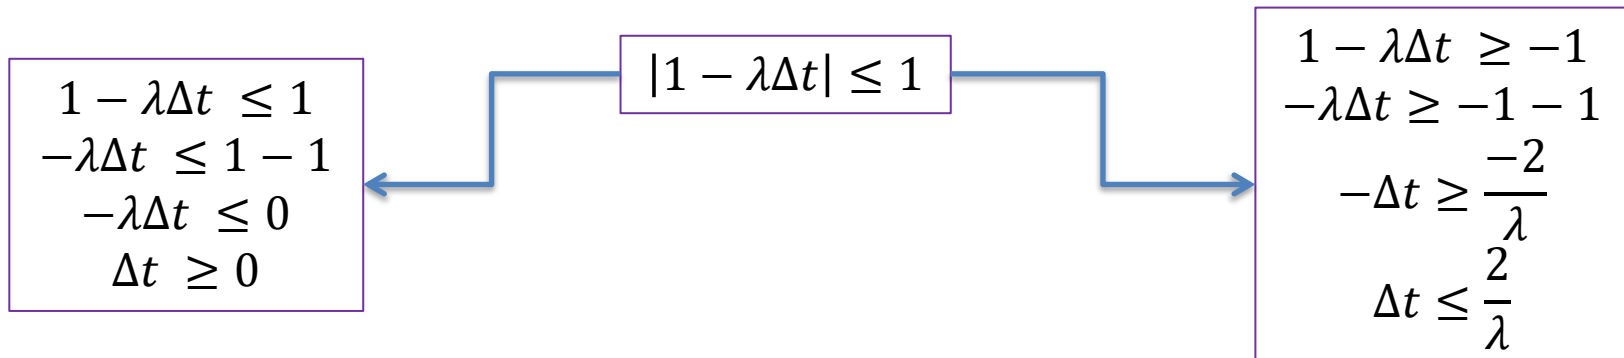 |1 − λΔt| ≤ 1
1 − λΔt ≤ 1
−λΔt ≤ 1 − 1
−λΔt ≤ 0
Δt ≥ 0
1 − λΔt ≥ −1
−λΔt ≥ −1 − 1
−Δt ≥ −2/λ
Δt ≤ 2/λ